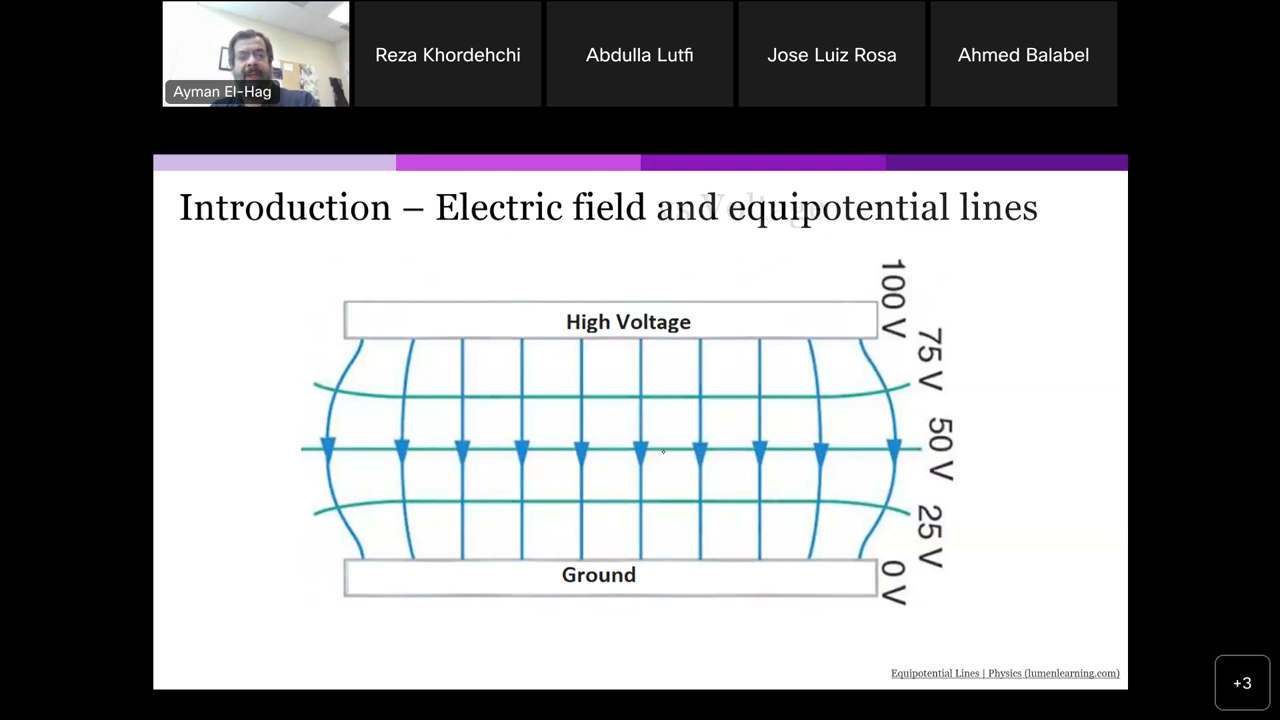 Reza Khordehchi
Abdulla Lutfi
Jose Luiz Rosa
Ahmed Balabel
Ayman El-Hag
Introduction – Electric field and equipotential lines
100 V
High Voltage
75 V
50 V
25 V
Ground
0 V
Equipotential Lines | Physics (lumenlearning.com)
+3